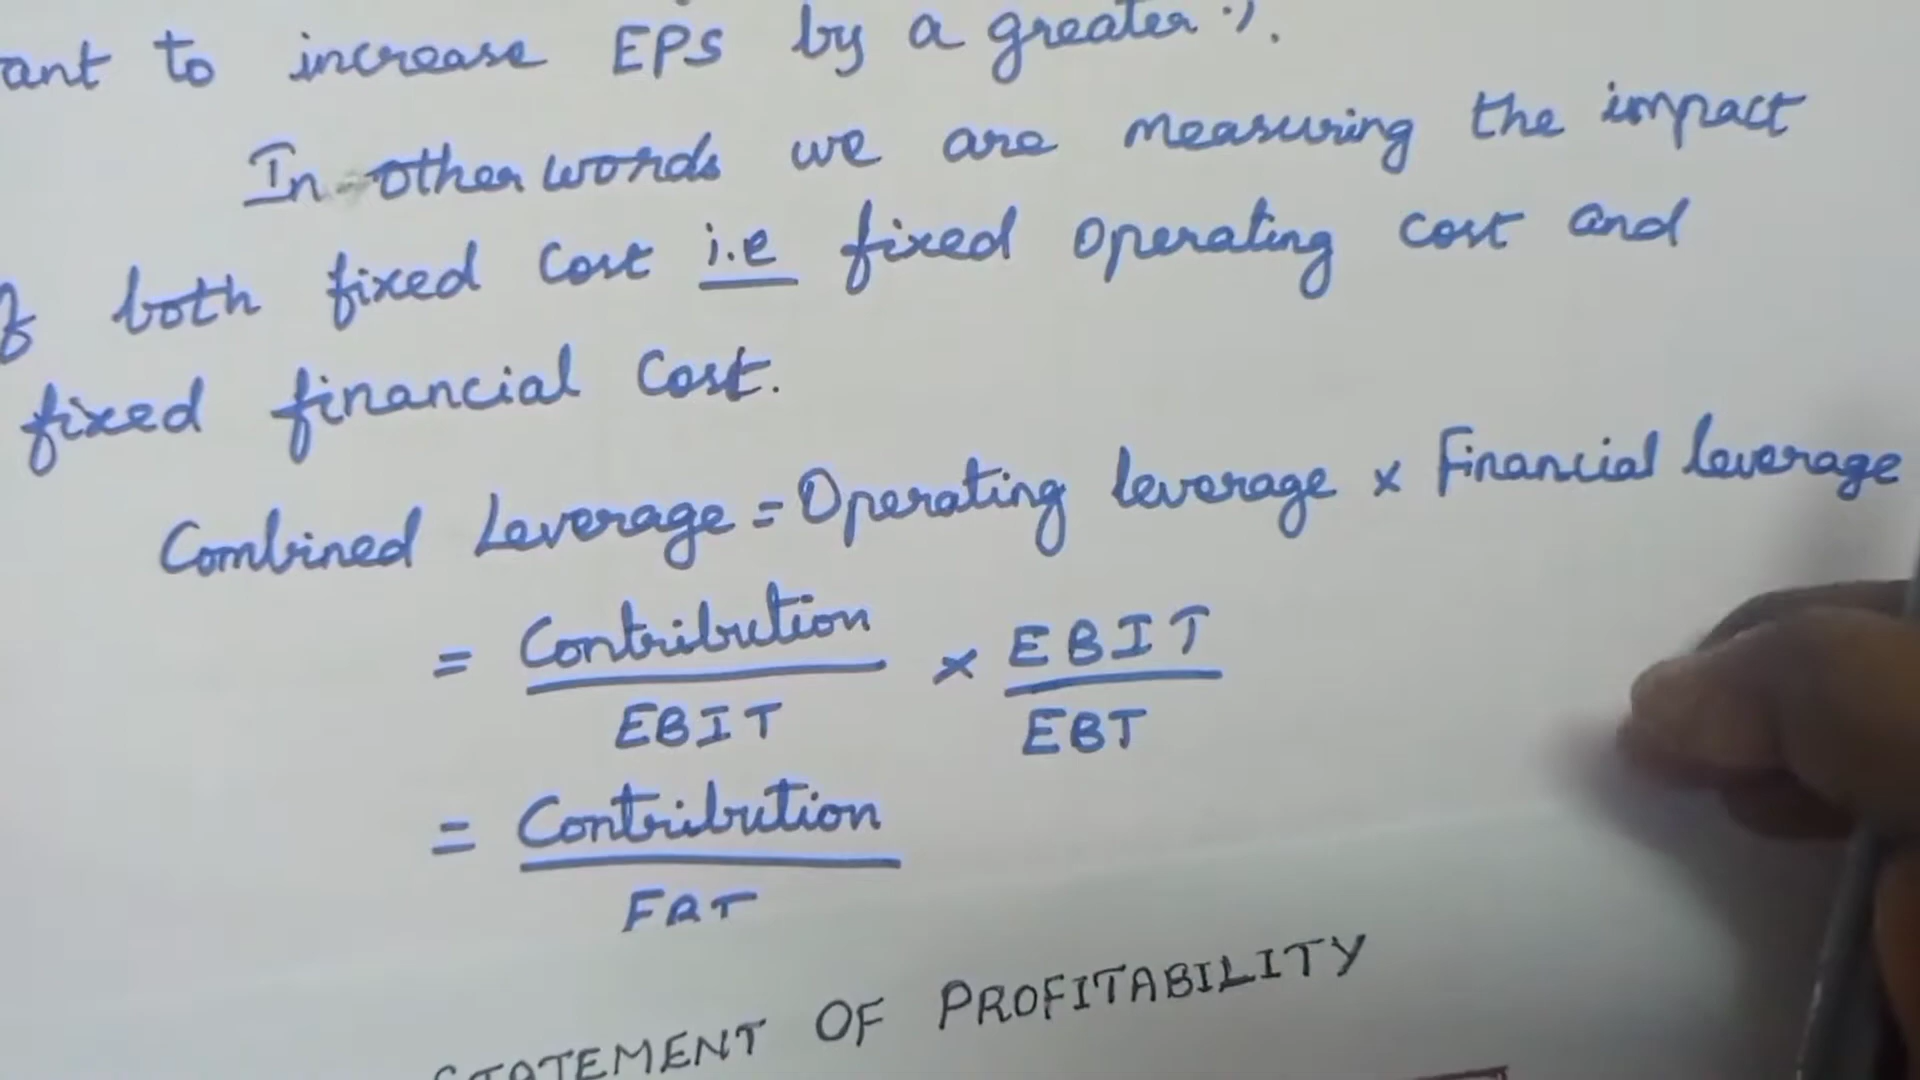 to increase EPS by a greater %.
In other words we are measuring the impact
both fixed cost i.e fixed operating cost and
fixed financial cost.
Combined Leverage = Operating leverage × Financial leverage
= Contribution / EBIT × EBIT / EBT
= Contribution / EBT
STATEMENT OF PROFITABILITY